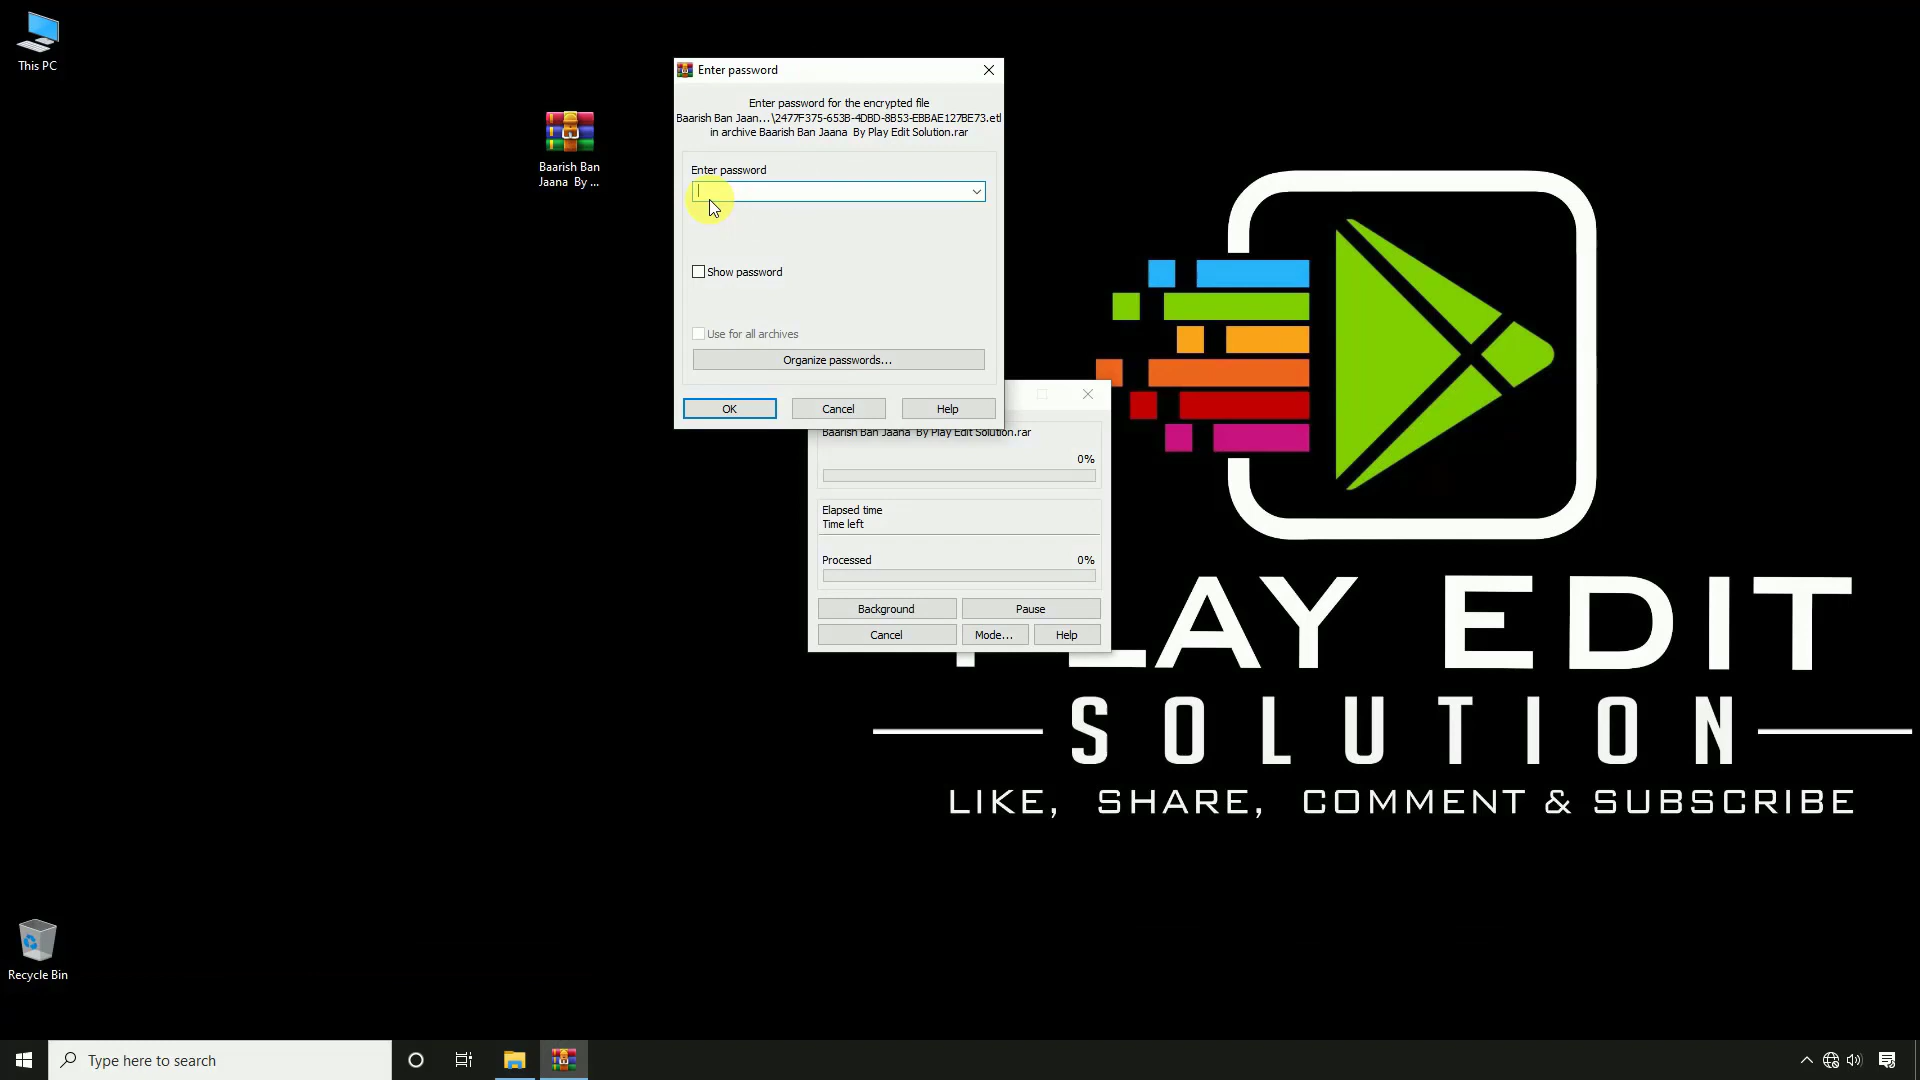 This PC
Baarish Ban
Jaana By ...
Enter password
Enter password for the encrypted file
Baarish Ban Jaan...\2477F375-653B-4DBD-8B53-EBBAE127BE73.etl
in archive Baarish Ban Jaana By Play Edit Solution.rar
Enter password
Show password
Use for all archives
Organize passwords...
OK
Cancel
Help
Baarish Ban Jaana By Play Edit Solution.rar
0%
Elapsed time
Time left
Processed
0%
Background
Pause
Cancel
Mode...
Help
PLAY EDIT
SOLUTION
LIKE, SHARE, COMMENT & SUBSCRIBE
Recycle Bin
Type here to search